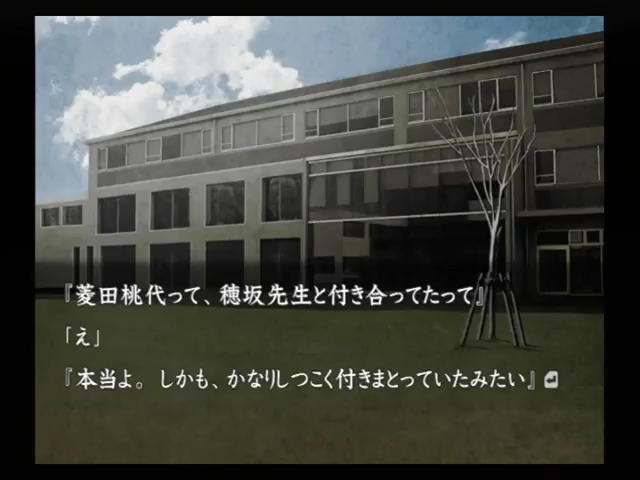 『菱田桃代って、穂坂先生と付き合ってたって』
「え」
『本当よ。しかも、かなりしつこく付きまとっていたみたい』